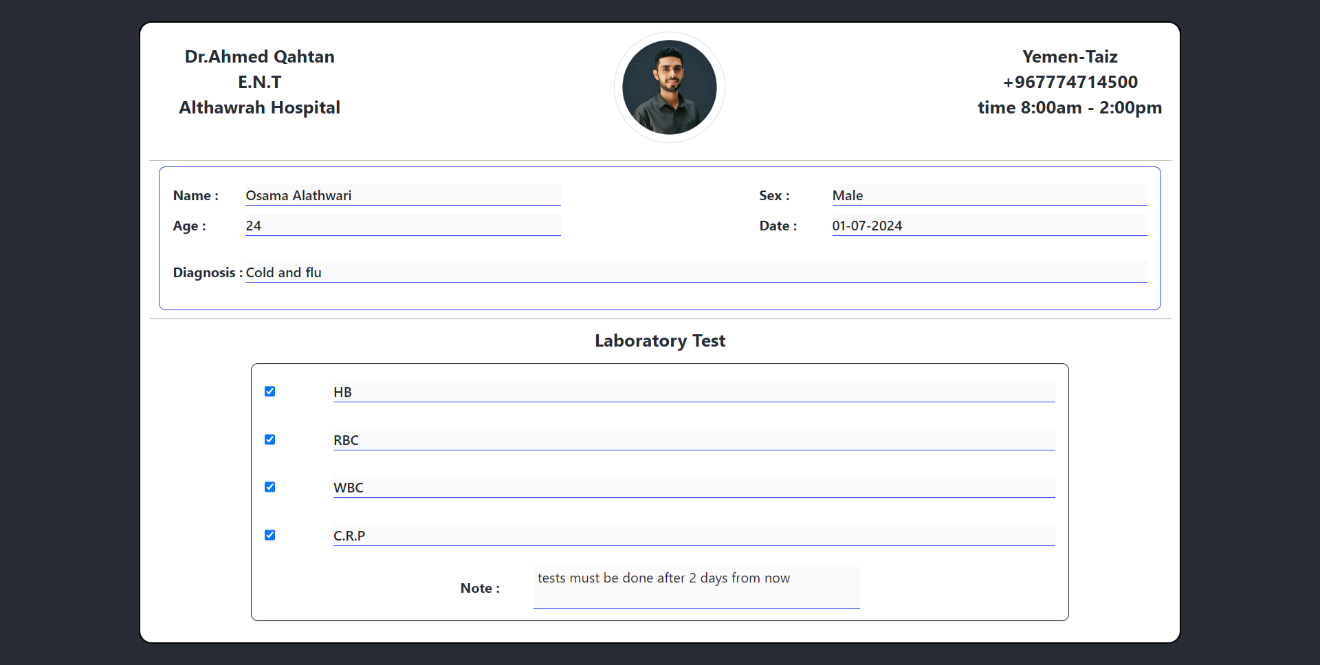 Dr.Ahmed Qahtan
E.N.T
Althawrah Hospital
Yemen-Taiz
+967774714500
time 8:00am - 2:00pm
Name : Osama Alathwari
Sex : Male
Age : 24
Date : 01-07-2024
Diagnosis : Cold and flu
Laboratory Test
HB
RBC
WBC
C.R.P
Note : tests must be done after 2 days from now